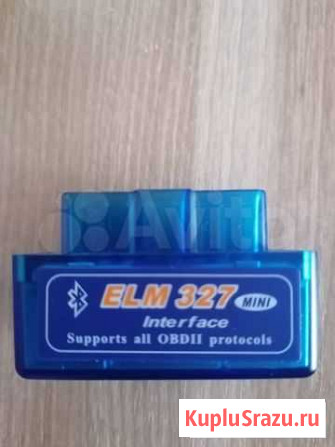 Avito
ELM 327 MINI
Interface
Supports all OBDII protocols
KupluSrazu.ru